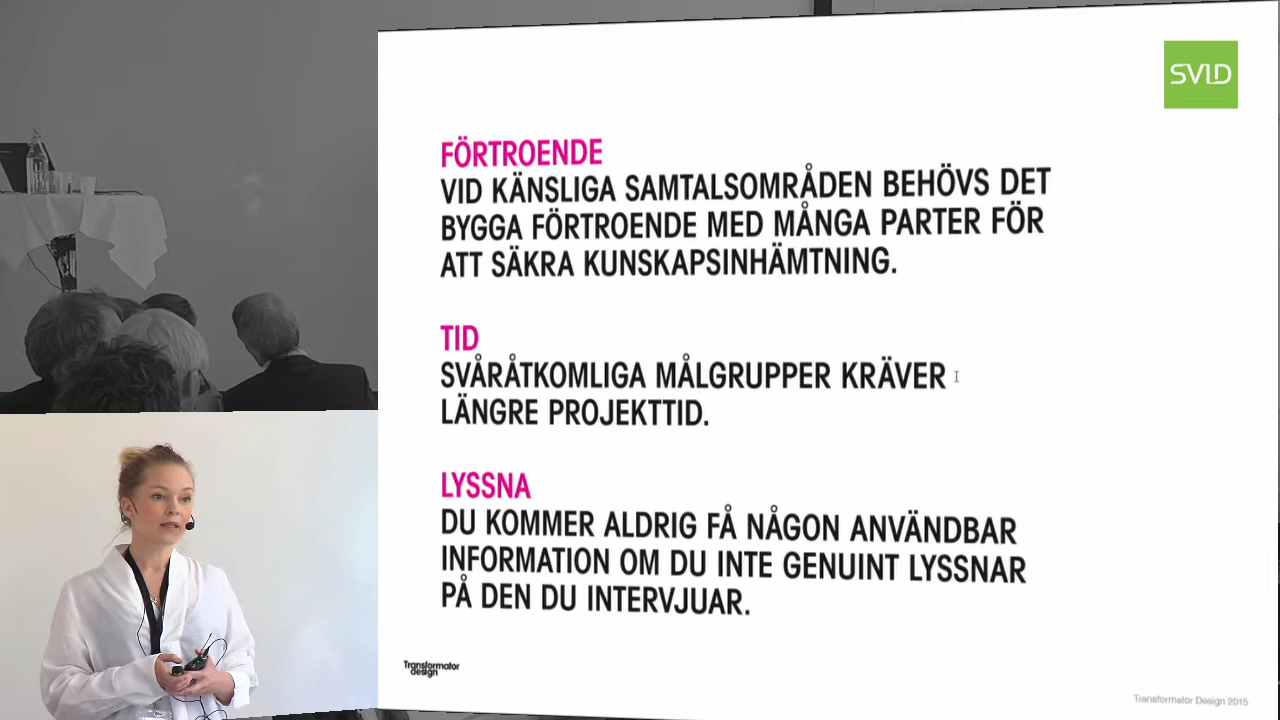 SVID
FÖRTROENDE
VID KÄNSLIGA SAMTALSOMRÅDEN BEHÖVS DET
BYGGA FÖRTROENDE MED MÅNGA PARTER FÖR
ATT SÄKRA KUNSKAPSINHÄMTNING.
TID
SVÅRÅTKOMLIGA MÅLGRUPPER KRÄVER
LÄNGRE PROJEKTTID.
LYSSNA
DU KOMMER ALDRIG FÅ NÅGON ANVÄNDBAR
INFORMATION OM DU INTE GENUINT LYSSNAR
PÅ DEN DU INTERVJUAR.
Transformator
design
Transformator Design 2015